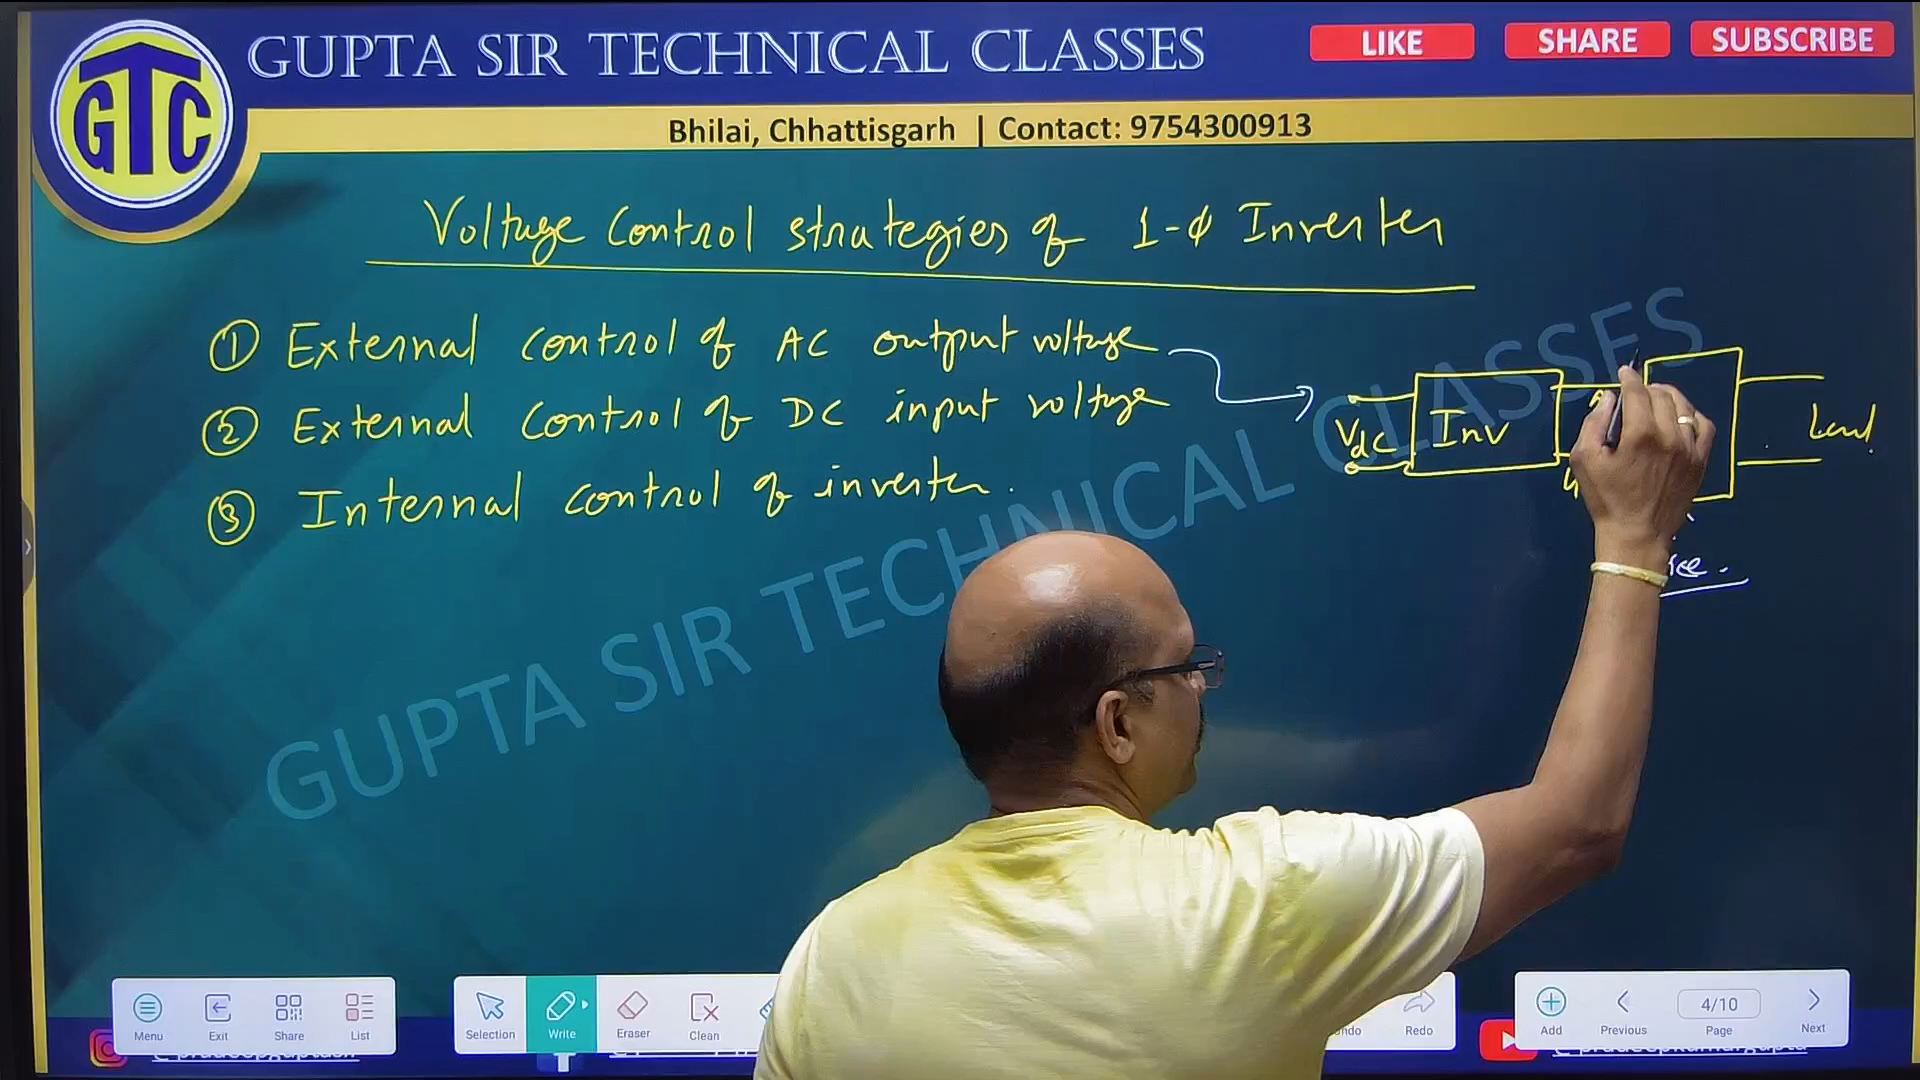 GTC
GUPTA SIR TECHNICAL CLASSES
LIKE
SHARE
SUBSCRIBE
Bhilai, Chhattisgarh | Contact: 9754300913
Voltage Control strategies of 1-ϕ Inverter
① External control of AC output voltage
② External control of DC input voltage
③ Internal control of inverter.
Vdc
Inv
Load
GUPTA SIR TECHNICAL CLASSES
Menu
Exit
Share
List
Selection
Write
Eraser
Clean
Redo
Add
Previous
4/10
Page
Next